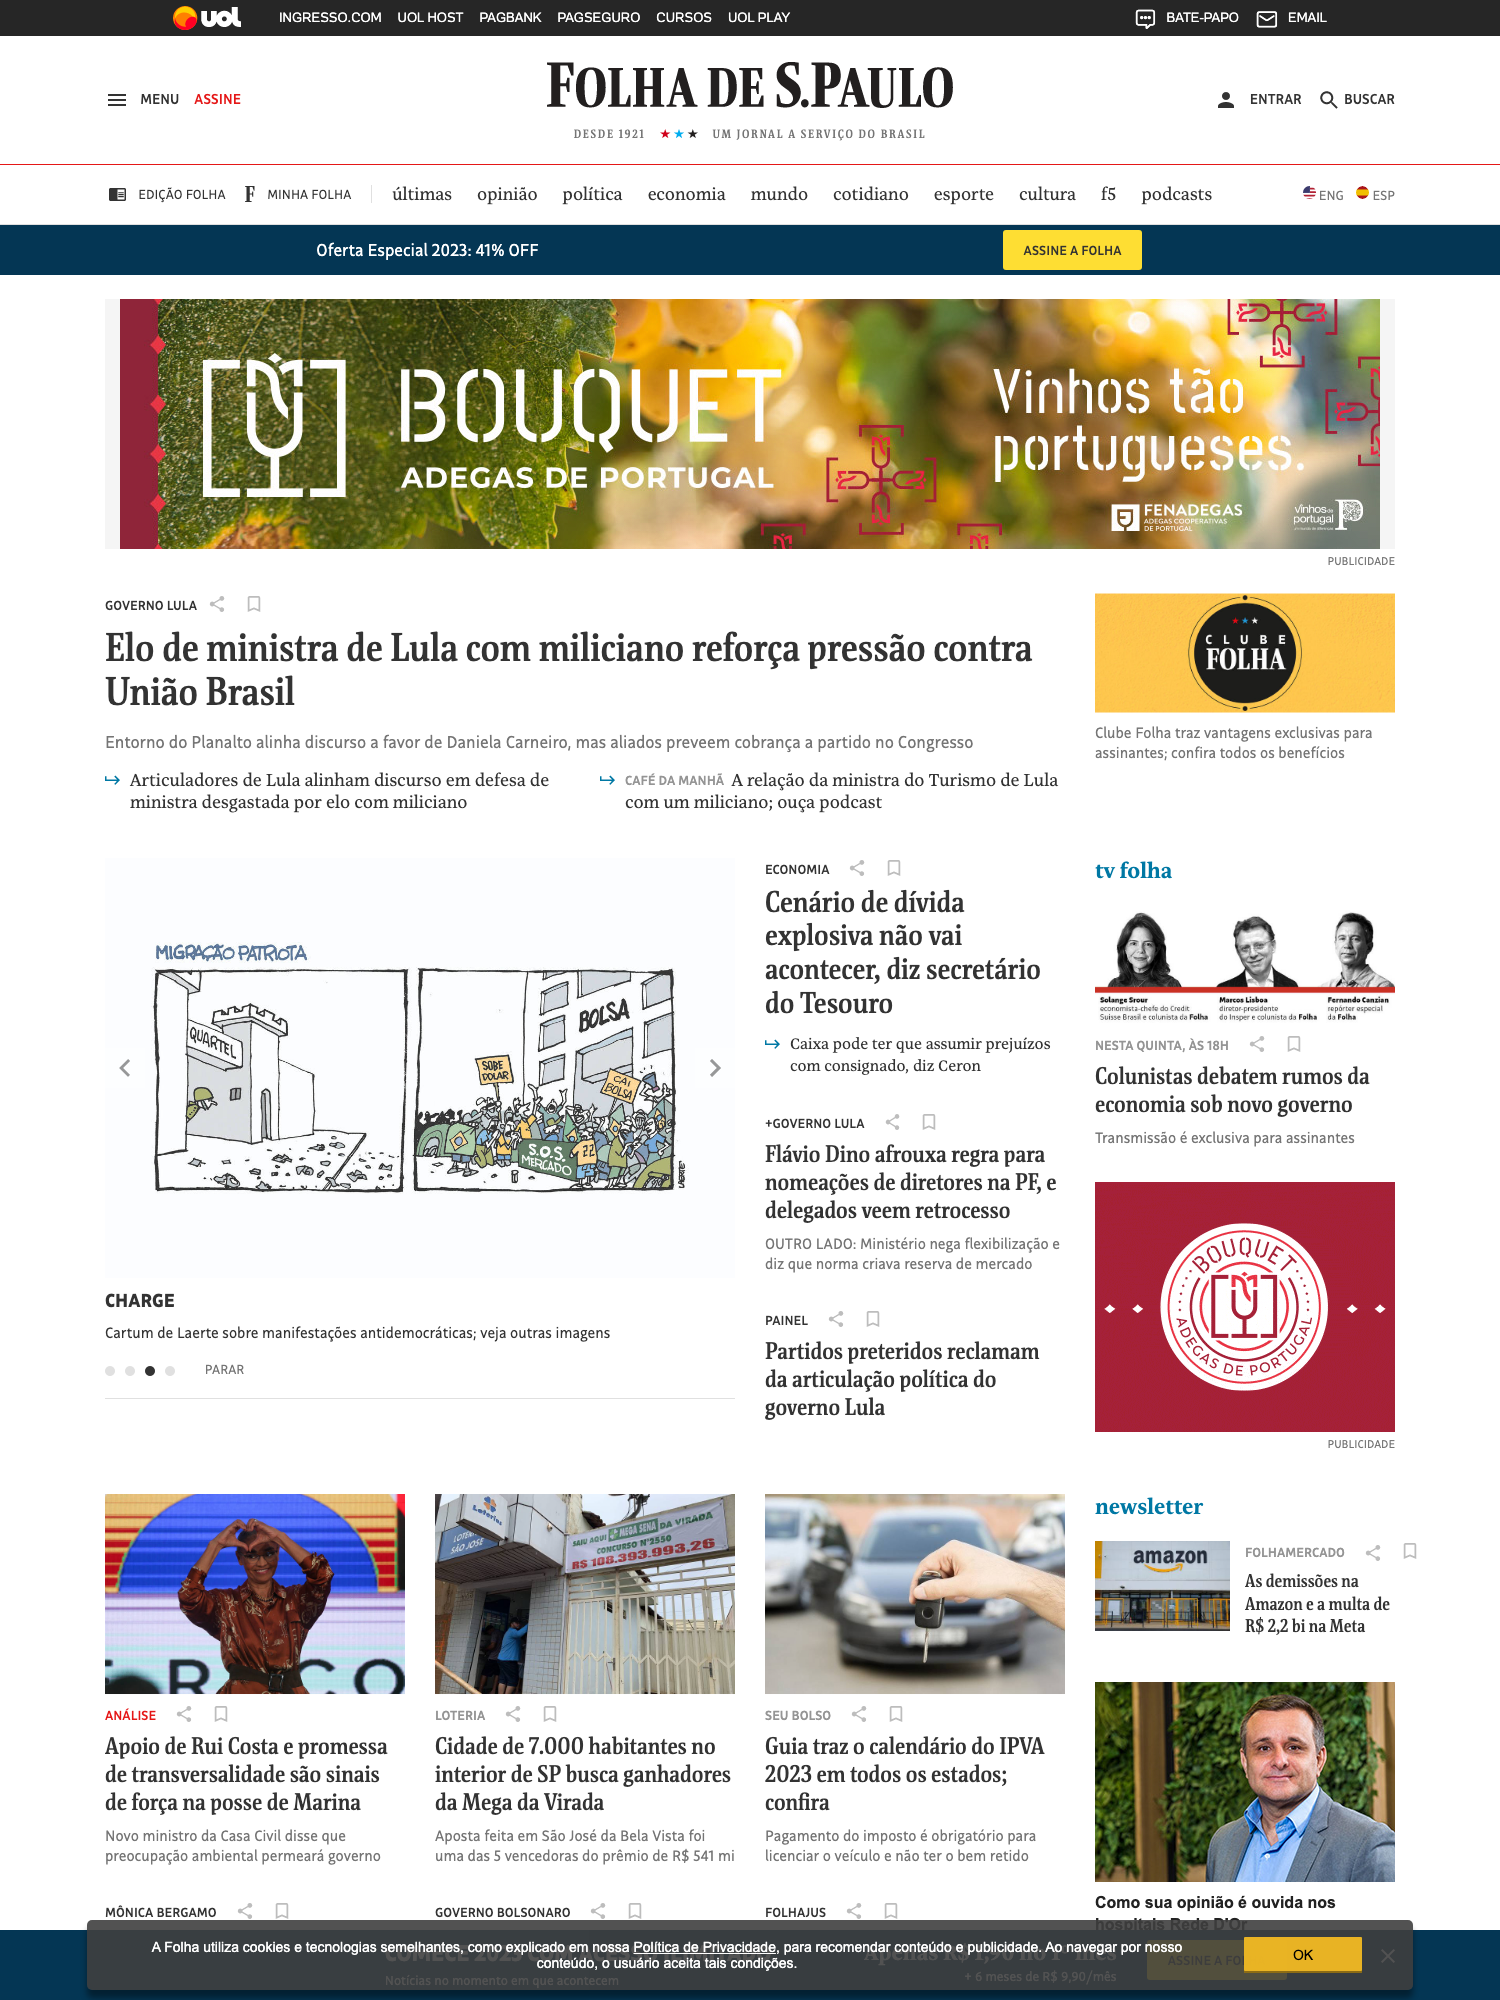 uol
INGRESSO.COM UOL HOST PAGBANK PAGSEGURO CURSOS UOL PLAY
BATE-PAPO EMAIL
MENU ASSINE
FOLHA DE S.PAULO
DESDE 1921 ★★★ UM JORNAL A SERVIÇO DO BRASIL
ENTRAR BUSCAR
EDIÇÃO FOLHA F MINHA FOLHA
últimas opinião política economia mundo cotidiano esporte cultura f5 podcasts
ENG ESP
Oferta Especial 2023: 41% OFF
ASSINE A FOLHA
BOUQUET
ADEGAS DE PORTUGAL
Vinhos tão
portugueses.
FENADEGAS
ADEGAS COOPERATIVAS
DE PORTUGAL
vinhos de
portugal
PUBLICIDADE
GOVERNO LULA
Elo de ministra de Lula com miliciano reforça pressão contra
União Brasil
Entorno do Planalto alinha discurso a favor de Daniela Carneiro, mas aliados preveem cobrança a partido no Congresso
Articuladores de Lula alinham discurso em defesa de
ministra desgastada por elo com miliciano
CAFÉ DA MANHÃ A relação da ministra do Turismo de Lula
com um miliciano; ouça podcast
CLUBE
FOLHA
Clube Folha traz vantagens exclusivas para
assinantes; confira todos os benefícios
MIGRAÇÃO PATRIOTA
QUARTEL
BOLSA
SOBE
DOLAR
CAI
BOLSA
S.O.S.
MERCADO
LAERTE
CHARGE
Cartum de Laerte sobre manifestações antidemocráticas; veja outras imagens
PARAR
ECONOMIA
Cenário de dívida
explosiva não vai
acontecer, diz secretário
do Tesouro
Caixa pode ter que assumir prejuízos
com consignado, diz Ceron
+GOVERNO LULA
Flávio Dino afrouxa regra para
nomeações de diretores na PF, e
delegados veem retrocesso
OUTRO LADO: Ministério nega flexibilização e
diz que norma criava reserva de mercado
PAINEL
Partidos preteridos reclamam
da articulação política do
governo Lula
tv folha
Solange Srour
economista-chefe do Credit
Suisse Brasil e colunista da Folha
Marcos Lisboa
diretor-presidente
do Insper e colunista da Folha
Fernando Canzian
repórter especial
da Folha
NESTA QUINTA, ÀS 18H
Colunistas debatem rumos da
economia sob novo governo
Transmissão é exclusiva para assinantes
BOUQUET
ADEGAS DE PORTUGAL
PUBLICIDADE
ANÁLISE
Apoio de Rui Costa e promessa
de transversalidade são sinais
de força na posse de Marina
Novo ministro da Casa Civil disse que
preocupação ambiental permeará governo
Loterias
LOTERI
SÃO JOSÉ
SAIU AQUI MEGA SENA DA VIRADA
CONCURSO Nº2550
R$ 108.393.993,26
LOTERIA
Cidade de 7.000 habitantes no
interior de SP busca ganhadores
da Mega da Virada
Aposta feita em São José da Bela Vista foi
uma das 5 vencedoras do prêmio de R$ 541 mi
SEU BOLSO
Guia traz o calendário do IPVA
2023 em todos os estados;
confira
Pagamento do imposto é obrigatório para
licenciar o veículo e não ter o bem retido
newsletter
amazon
FOLHAMERCADO
As demissões na
Amazon e a multa de
R$ 2,2 bi na Meta
Como sua opinião é ouvida nos
hospitais Rede D'Or
MÔNICA BERGAMO
GOVERNO BOLSONARO
FOLHAJUS
A Folha utiliza cookies e tecnologias semelhantes, como explicado em nossa Política de Privacidade, para recomendar conteúdo e publicidade. Ao navegar por nosso
conteúdo, o usuário aceita tais condições.
OK
Notícias no momento em que acontecem
+ 6 meses de R$ 9,90/mês
ASSINE A FO